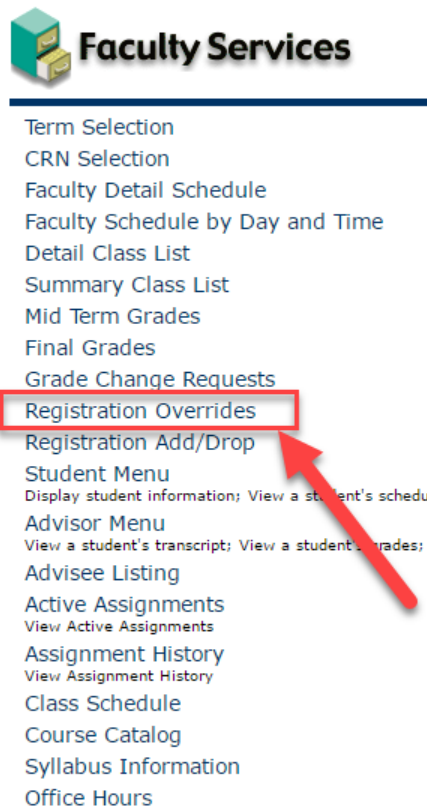 Faculty Services
Term Selection
CRN Selection
Faculty Detail Schedule
Faculty Schedule by Day and Time
Detail Class List
Summary Class List
Mid Term Grades
Final Grades
Grade Change Requests
Registration Overrides
Registration Add/Drop
Student Menu
Display student information; View a student's
Advisor Menu
View a student's transcript; View a student's grades;
Advisee Listing
Active Assignments
View Active Assignments
Assignment History
View Assignment History
Class Schedule
Course Catalog
Syllabus Information
Office Hours